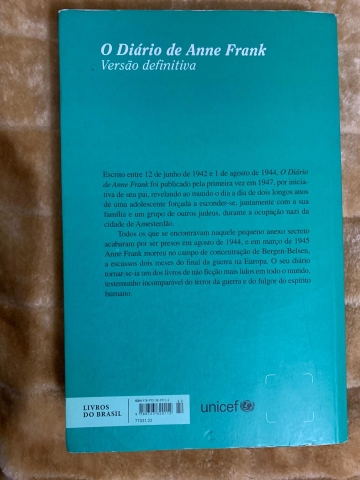 O Diário de Anne Frank
Versão definitiva
Escrito entre 12 de junho de 1942 e 1 de agosto de 1944, O Diário
de Anne Frank foi publicado pela primeira vez em 1947, por inicia-
tiva de seu pai, revelando ao mundo o dia a dia de dois longos anos
de uma adolescente forçada a esconder-se, juntamente com a sua
família e um grupo de outros judeus, durante a ocupação nazi da
cidade de Amesterdão.
Todos os que se encontravam naquele pequeno anexo secreto
acabaram por ser presos em agosto de 1944, e em março de 1945
Anne Frank morreu no campo de concentração de Bergen-Belsen,
a escassos dois meses do final da guerra na Europa. O seu diário
tornar-se-ia um dos livros de não ficção mais lidos em todo o mundo,
testemunho incomparável do terror da guerra e do fulgor do espírito
humano.
LIVROS
DO BRASIL
unicef